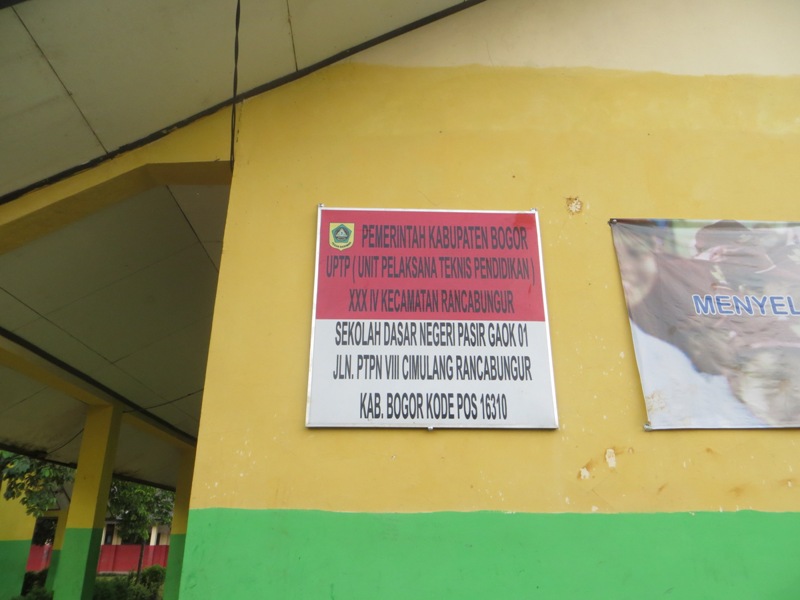 PEMERINTAH KABUPATEN BOGOR
UPTP ( UNIT PELAKSANA TEKNIS PENDIDIKAN )
XXX IV KECAMATAN RANCABUNGUR
SEKOLAH DASAR NEGERI PASIR GAOK 01
JLN. PTPN VIII CIMULANG RANCABUNGUR
KAB. BOGOR KODE POS 16310
MENYEL